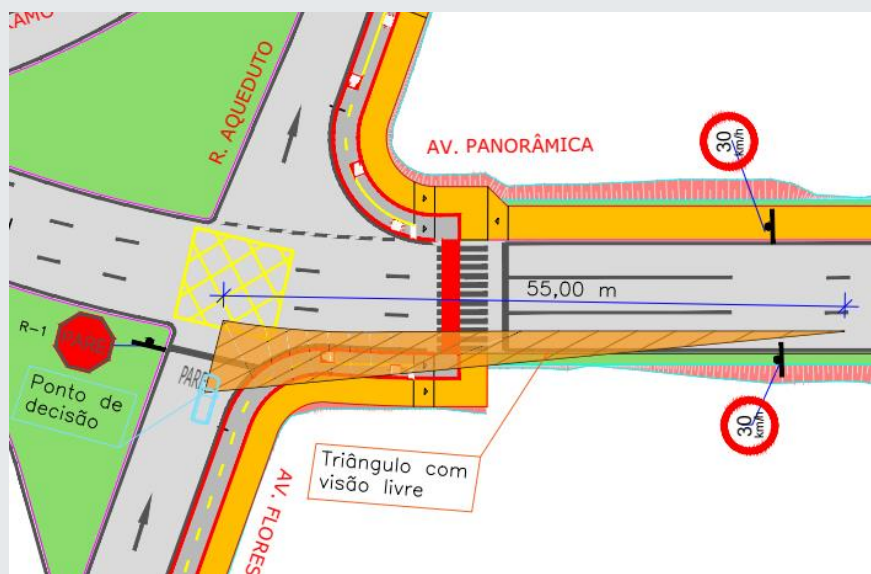 RAMO
R. AQUEDUTO
AV. PANORÂMICA
30
km/h
55,00 m
R-1
PARE
PARE
Ponto de
decisão
Triângulo com
visão livre
30
km/h
AV. FLORES